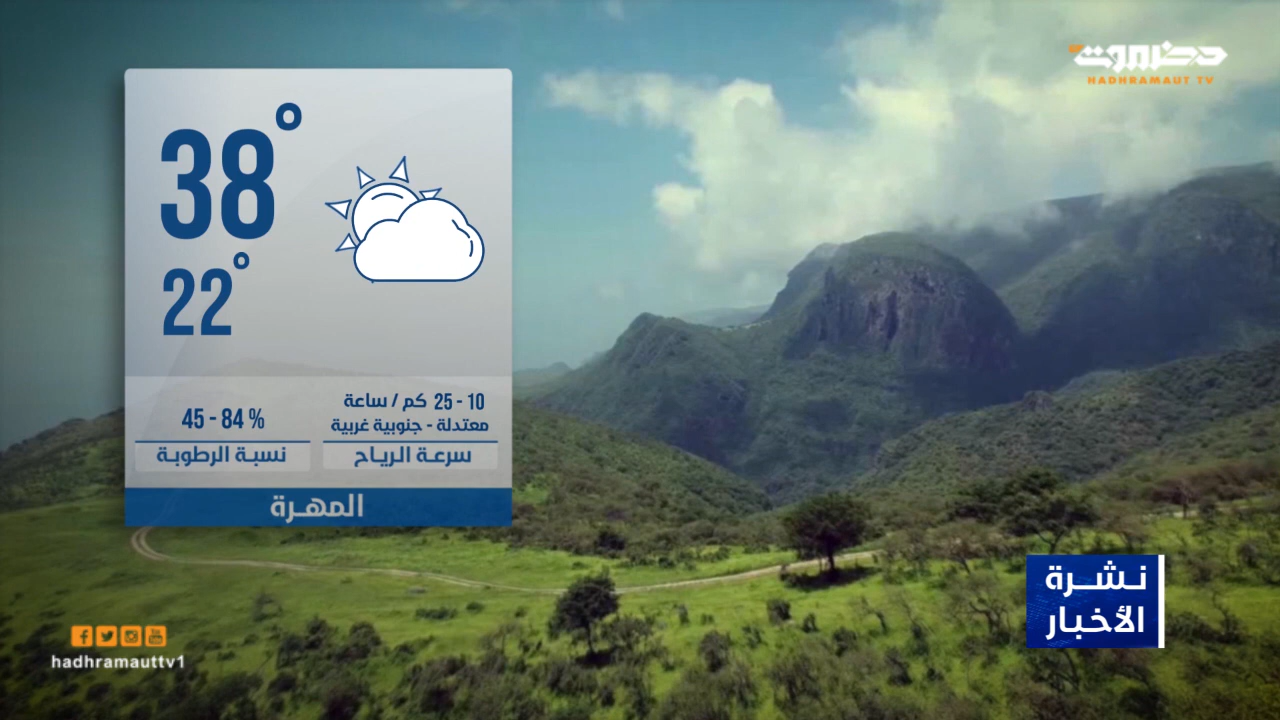 حضرموت
HADHRAMAUT TV
38°
22°
10 - 25 كم / ساعة
معتدلة - جنوبية غربية
سرعة الرياح
45 - 84 %
نسبة الرطوبة
المهرة
نشرة
الأخبار
hadhramauttv1